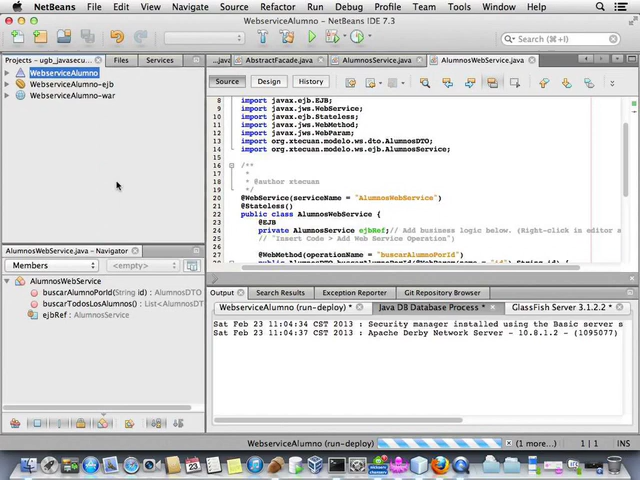 NetBeans File Edit View Navigate Source Refactor Run Debug Profile Team Tools Window Help
WebserviceAlumno - NetBeans IDE 7.3
Search (⌘+I)
Projects - ugb_javasecu... Files Services
...java AbstractFacade.java AlumnosService.java AlumnosWebService.java
WebserviceAlumno
WebserviceAlumno-ejb
WebserviceAlumno-war
Source Design History
8 import javax.ejb.EJB;
9 import javax.jws.WebService;
10 import javax.ejb.Stateless;
11 import javax.jws.WebMethod;
12 import javax.jws.WebParam;
13 import org.xtecuan.modelo.ws.dto.AlumnosDTO;
14 import org.xtecuan.modelo.ws.ejb.AlumnosService;
15
16 /**
17 *
18 * @author xtecuan
19 */
20 @WebService(serviceName = "AlumnosWebService")
21 @Stateless()
22 public class AlumnosWebService {
23 @EJB
24 private AlumnosService ejbRef;// Add business logic below. (Right-click in editor a
25 // "Insert Code > Add Web Service Operation")
26
27 @WebMethod(operationName = "buscarAlumnoPorId")
AlumnosWebService.java - Navigator
Members <empty>
AlumnosWebService
buscarAlumnoPorId(String id) : AlumnosDTO
buscarTodosLosAlumnos() : List<AlumnosDT
ejbRef : AlumnosService
Output Search Results Exception Reporter Git Repository Browser
WebserviceAlumno (run-deploy) * Java DB Database Process * GlassFish Server 3.1.2.2 *
Sat Feb 23 11:04:34 CST 2013 : Security manager installed using the Basic server s
Sat Feb 23 11:04:37 CST 2013 : Apache Derby Network Server - 10.8.1.2 - (1095077)
WebserviceAlumno (run-deploy) (1 more...) 1 | 1 INS